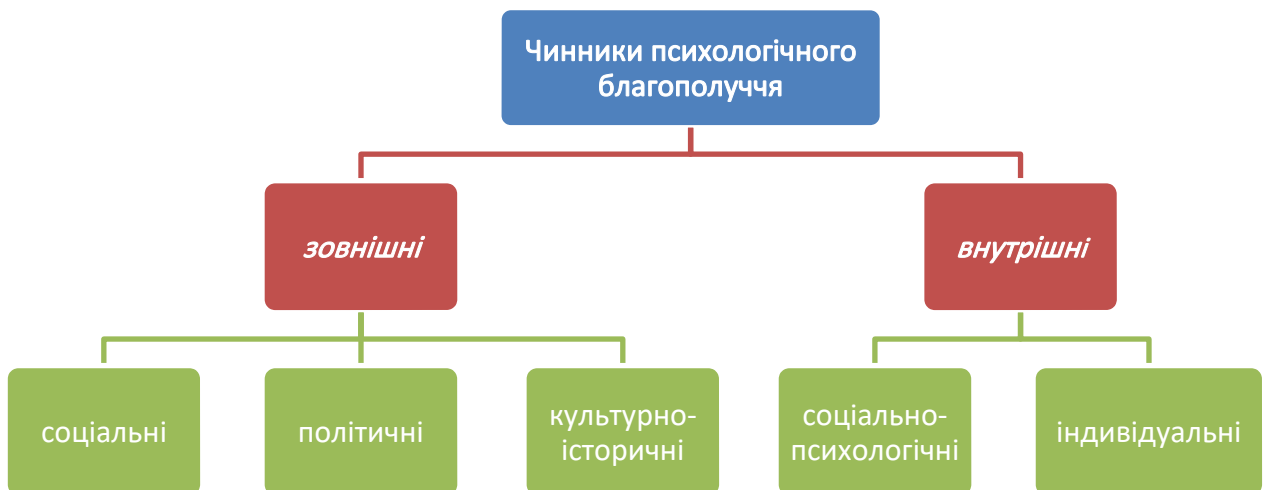 Чинники психологічного
благополуччя
зовнішні
внутрішні
соціальні
політичні
культурно-
історичні
соціально-
психологічні
індивідуальні